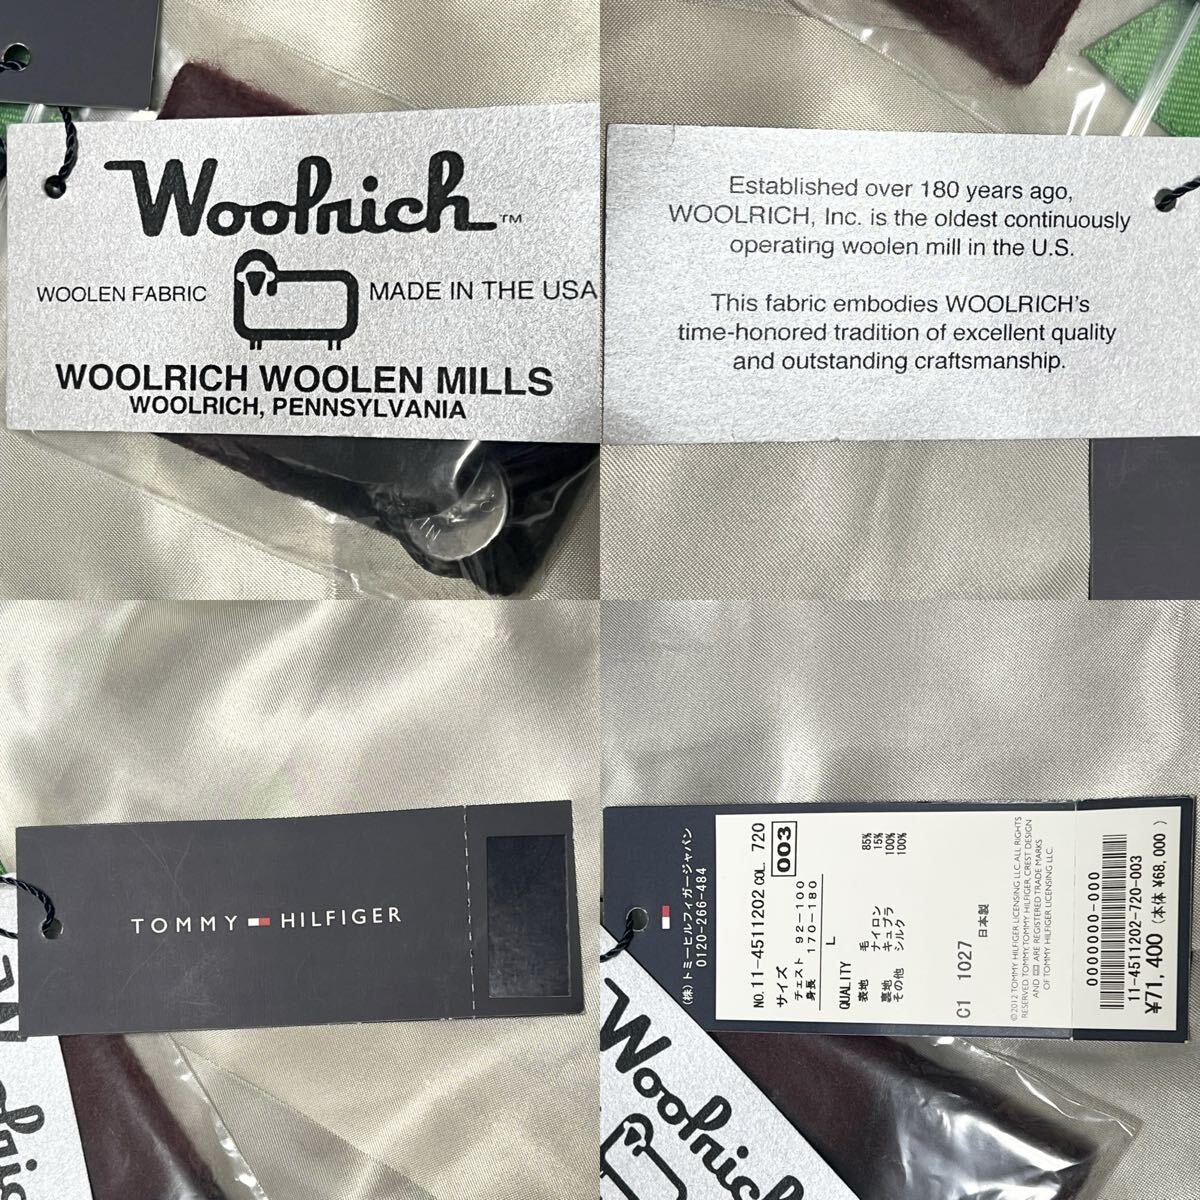 Woolrich™
WOOLEN FABRIC
MADE IN THE USA
WOOLRICH WOOLEN MILLS
WOOLRICH, PENNSYLVANIA
Established over 180 years ago,
WOOLRICH, Inc. is the oldest continuously
operating woolen mill in the U.S.
This fabric embodies WOOLRICH's
time-honored tradition of excellent quality
and outstanding craftsmanship.
TOMMY HILFIGER
(株)トミーヒルフィガージャパン
0120-266-484
NO. 11-4511202 COL. 720
サイズ 003
チェスト 92-100
身長 170-180
L
QUALITY
表地 毛 85%
ナイロン 15%
裏地 キュプラ 100%
その他 シルク 100%
C1 1027 日本製
©2012 TOMMY HILFIGER LICENSING LLC. ALL RIGHTS
RESERVED. TOMMY, TOMMY HILFIGER, CREST DESIGN
AND ARE REGISTERED TRADE MARKS
OF TOMMY HILFIGER LICENSING LLC.
0000000-000
11-4511202-720-003
¥71,400 (本体 ¥68,000)
Woolrich